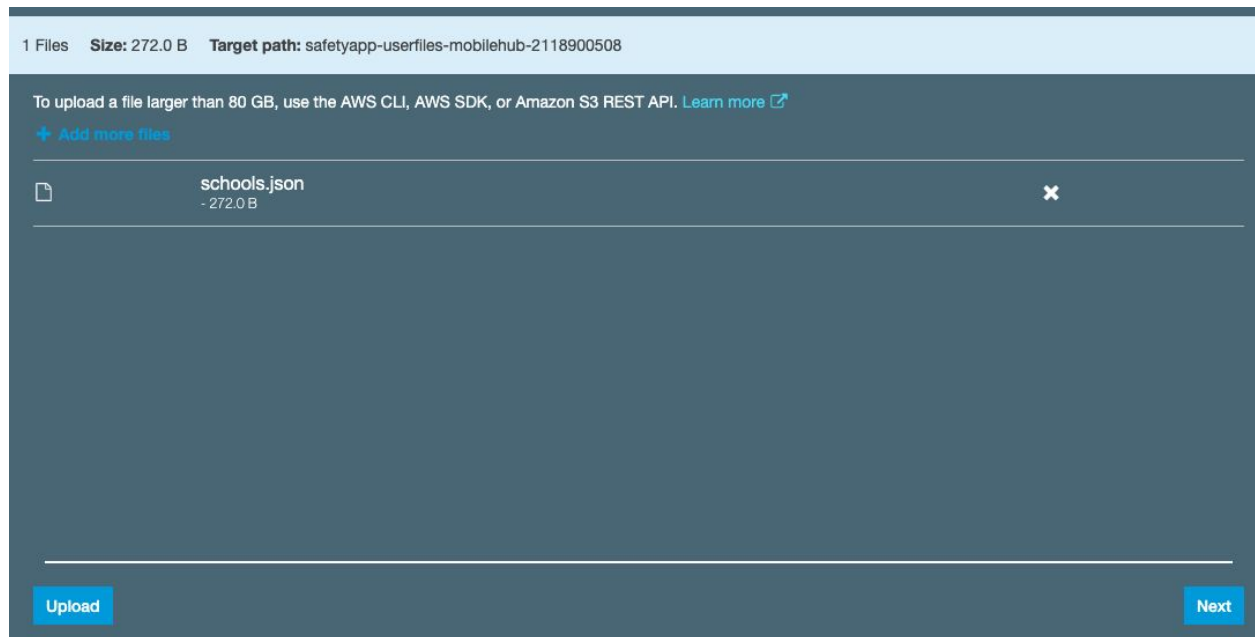 1 Files Size: 272.0 B Target path: safetyapp-userfiles-mobilehub-2118900508
To upload a file larger than 80 GB, use the AWS CLI, AWS SDK, or Amazon S3 REST API. Learn more
+ Add more files
schools.json
- 272.0 B
Upload
Next